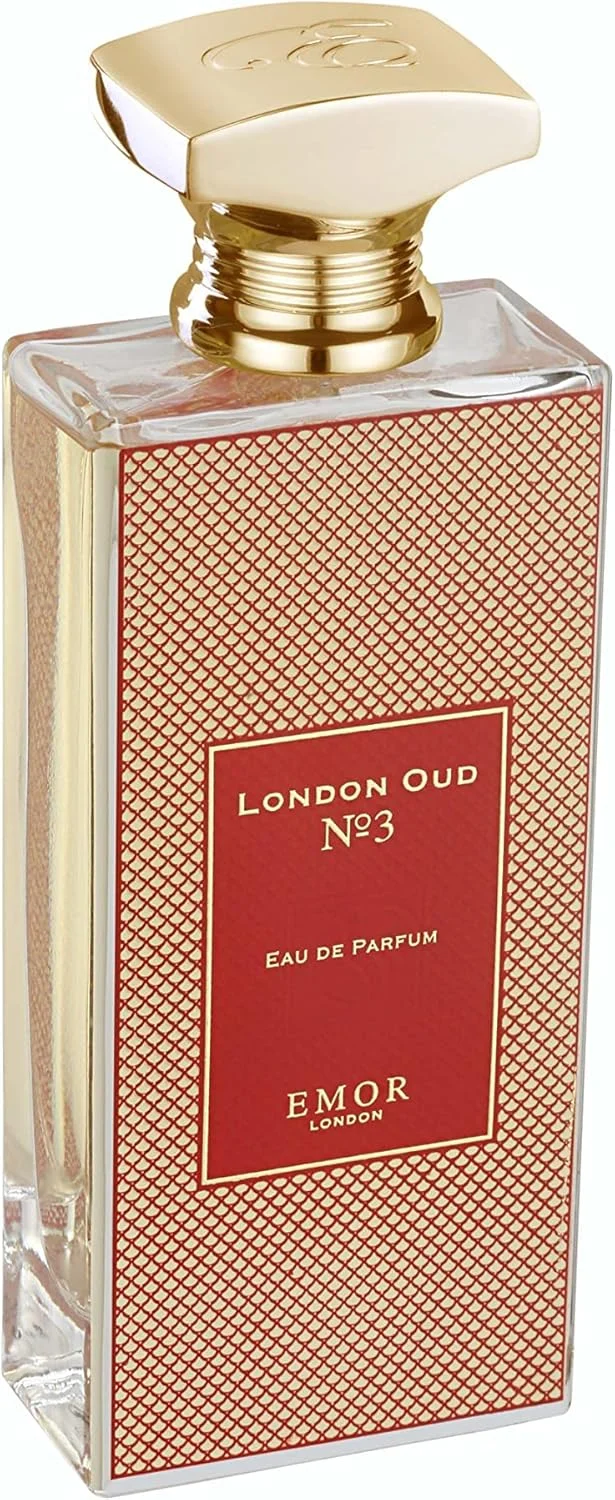 LONDON OUD
Nº3
EAU DE PARFUM
EMOR
LONDON